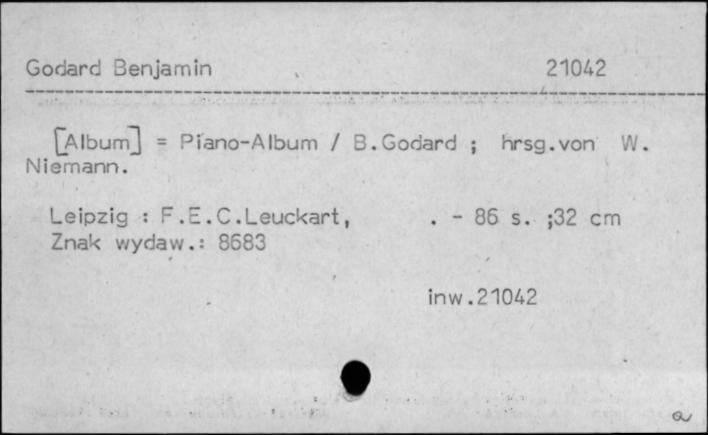 Godard Benjamin 21042
[Album] = Piano-Album / B.Godard ; hrsg.von W.
Niemann.
Leipzig : F.E.C.Leuckart, . - 86 s. ;32 cm
Znak wydaw.: 8683
inw.21042
a